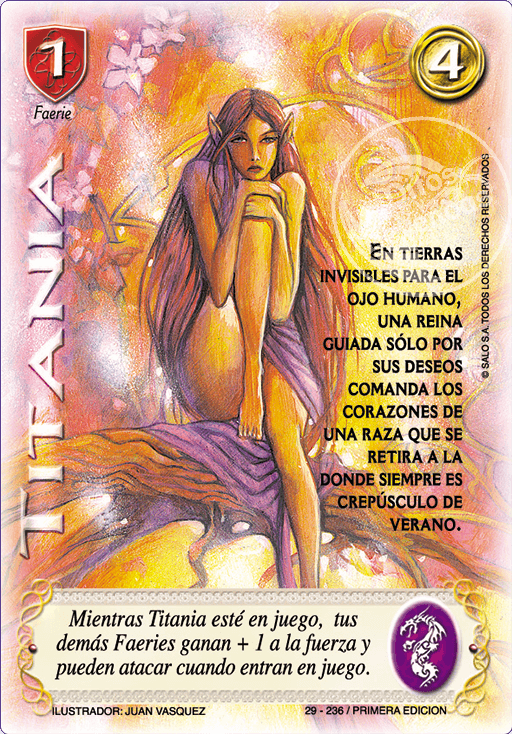 1
4
Faerie
TITANIA
EN TIERRAS
INVISIBLES PARA EL
OJO HUMANO,
UNA REINA
GUIADA SÓLO POR
SUS DESEOS
COMANDA LOS
CORAZONES DE
UNA RAZA QUE SE
RETIRA A LA
DONDE SIEMPRE ES
CREPÚSCULO DE
VERANO.
© SALO S.A. TODOS LOS DERECHOS RESERVADOS
Mientras Titania esté en juego, tus
demás Faeries ganan + 1 a la fuerza y
pueden atacar cuando entran en juego.
ILUSTRADOR: JUAN VASQUEZ
29 - 236 / PRIMERA EDICION